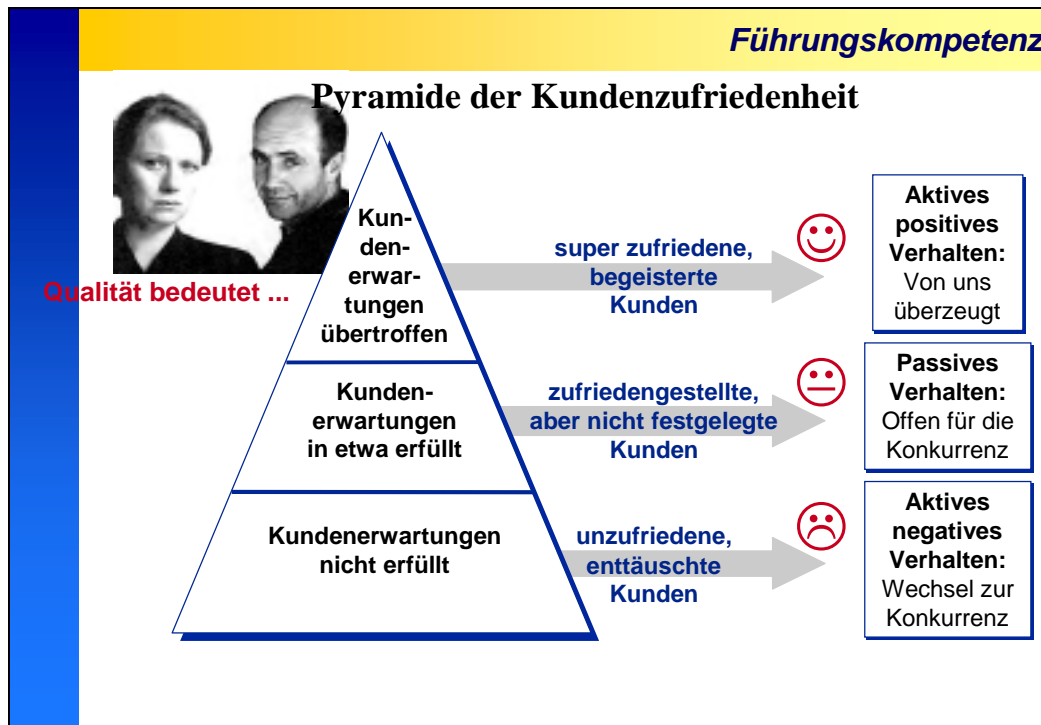 Führungskompetenz
Pyramide der Kundenzufriedenheit
Qualität bedeutet ...
Kun-
den-
erwar-
tungen
übertroffen
super zufriedene,
begeisterte
Kunden
Aktives
positives
Verhalten:
Von uns
überzeugt
Kunden-
erwartungen
in etwa erfüllt
zufriedengestellte,
aber nicht festgelegte
Kunden
Passives
Verhalten:
Offen für die
Konkurrenz
Kundenerwartungen
nicht erfüllt
unzufriedene,
enttäuschte
Kunden
Aktives
negatives
Verhalten:
Wechsel zur
Konkurrenz